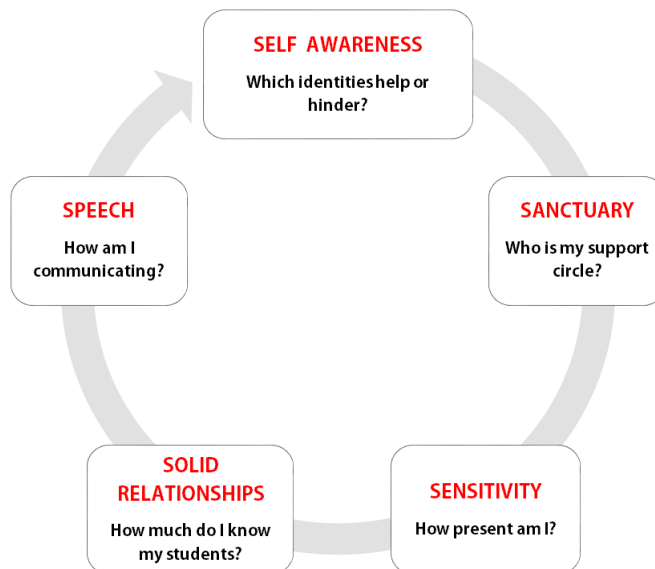 SELF AWARENESS
Which identities help or
hinder?
SANCTUARY
Who is my support
circle?
SENSITIVITY
How present am I?
SOLID
RELATIONSHIPS
How much do I know
my students?
SPEECH
How am I
communicating?